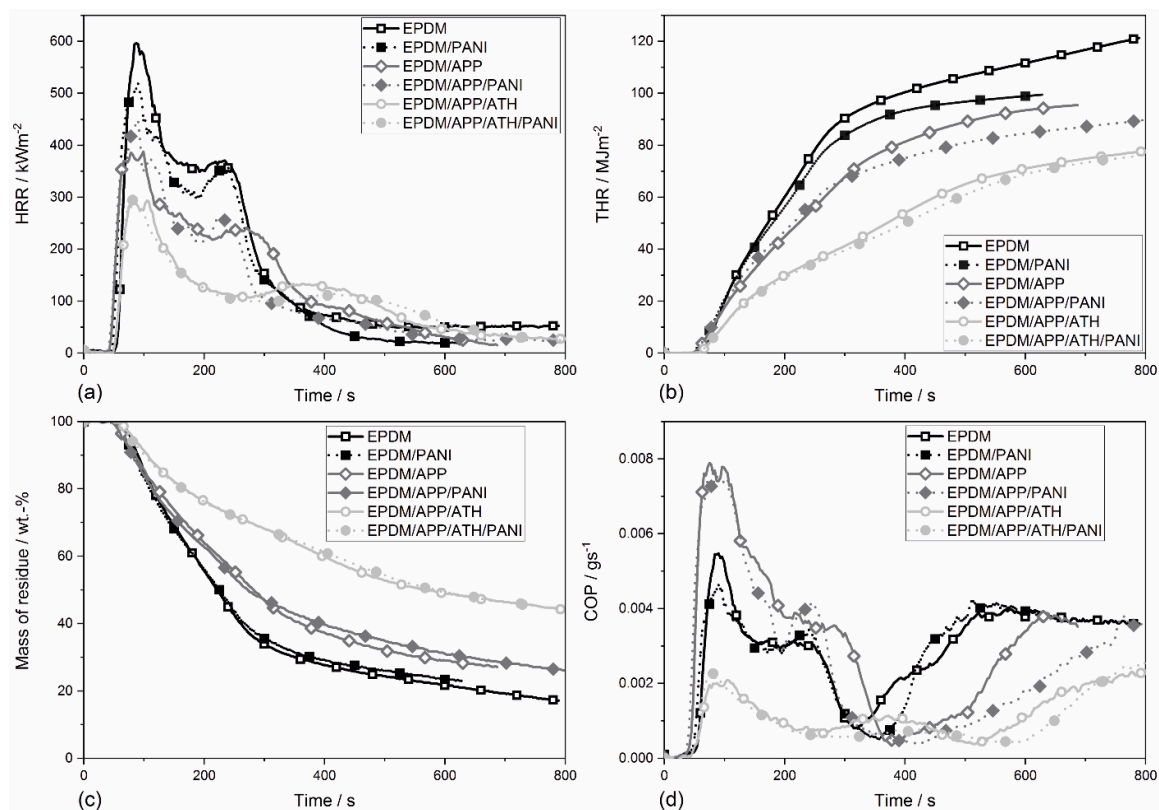 HRR / kWm⁻²
600
500
400
300
200
100
0
0 200 400 600 800
Time / s
(a)
EPDM
EPDM/PANI
EPDM/APP
EPDM/APP/PANI
EPDM/APP/ATH
EPDM/APP/ATH/PANI
THR / MJm⁻²
120
100
80
60
40
20
0
0 200 400 600 800
Time / s
(b)
EPDM
EPDM/PANI
EPDM/APP
EPDM/APP/PANI
EPDM/APP/ATH
EPDM/APP/ATH/PANI
Mass of residue / wt.-%
100
80
60
40
20
0
0 200 400 600 800
Time / s
(c)
EPDM
EPDM/PANI
EPDM/APP
EPDM/APP/PANI
EPDM/APP/ATH
EPDM/APP/ATH/PANI
COP / gs⁻¹
0.008
0.006
0.004
0.002
0.000
0 200 400 600 800
Time / s
(d)
EPDM
EPDM/PANI
EPDM/APP
EPDM/APP/PANI
EPDM/APP/ATH
EPDM/APP/ATH/PANI